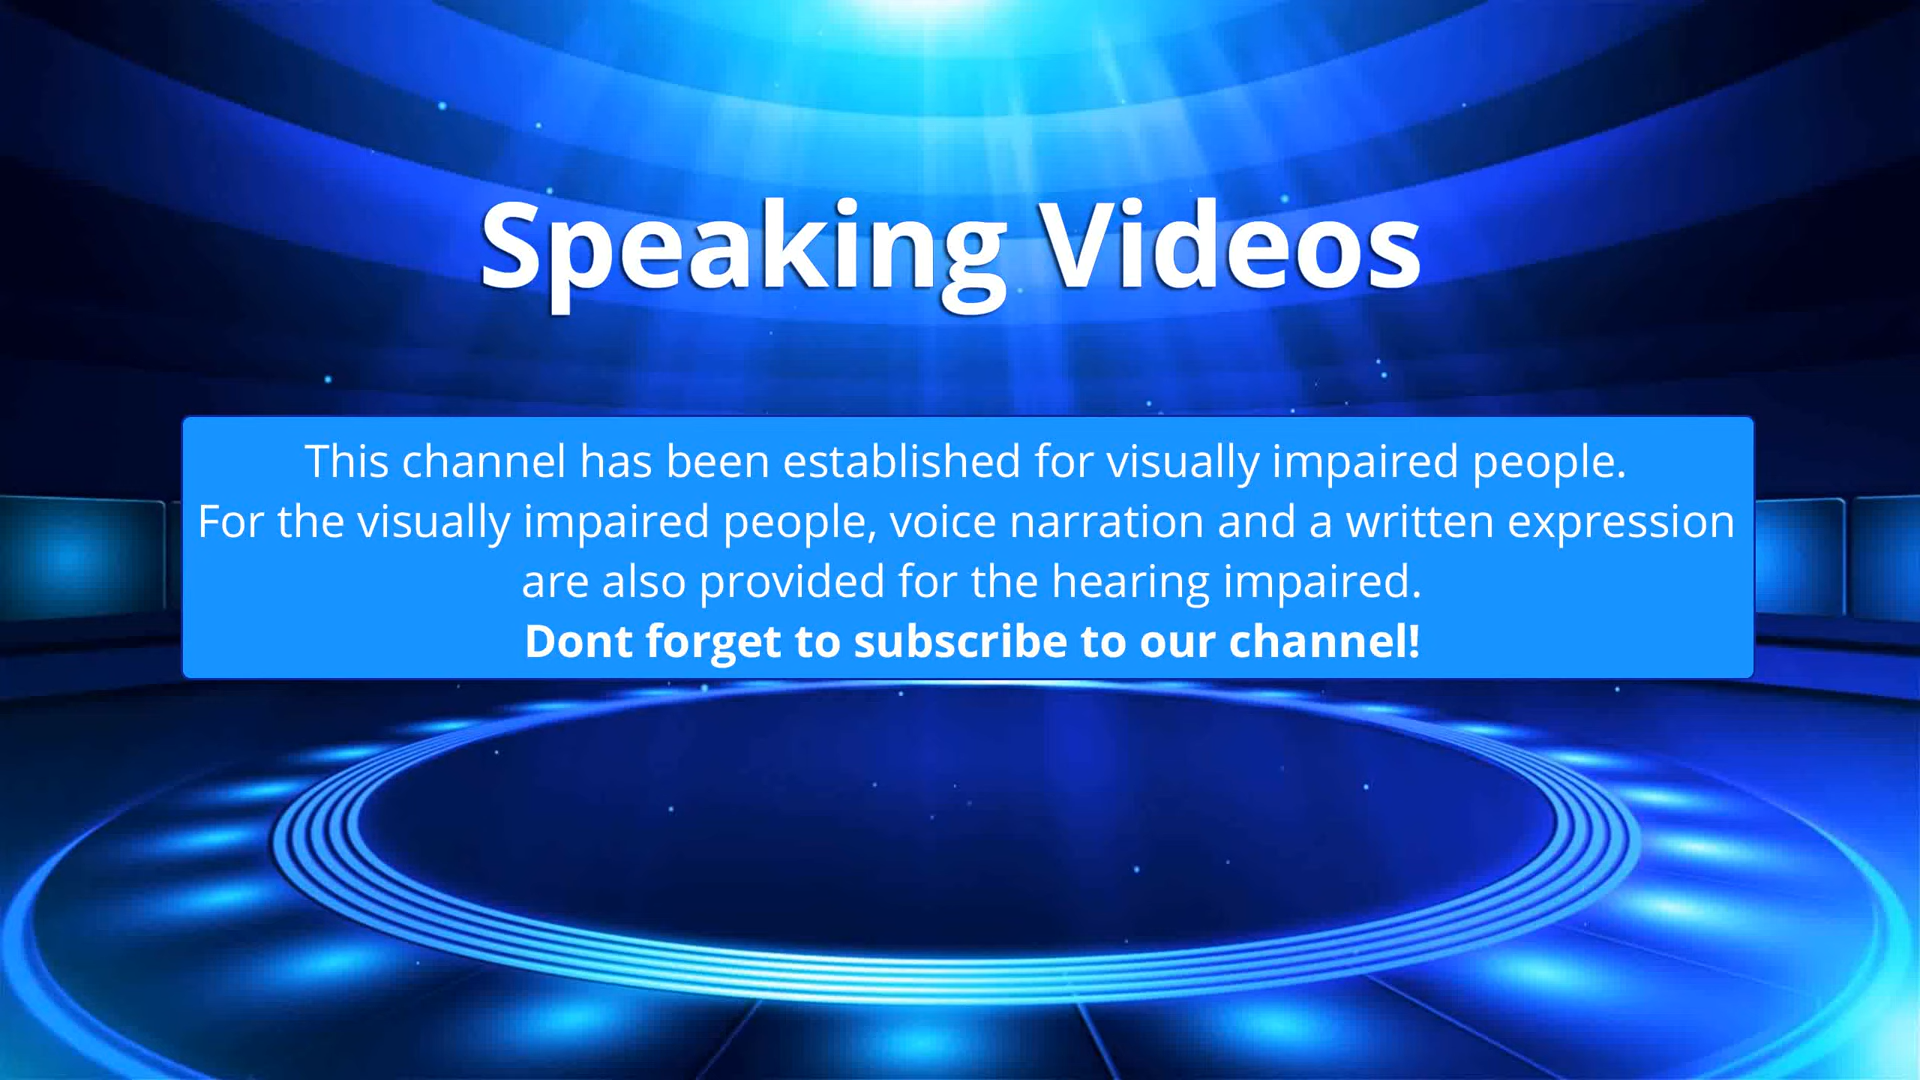 Speaking Videos
This channel has been established for visually impaired people.
For the visually impaired people, voice narration and a written expression
are also provided for the hearing impaired.
Dont forget to subscribe to our channel!